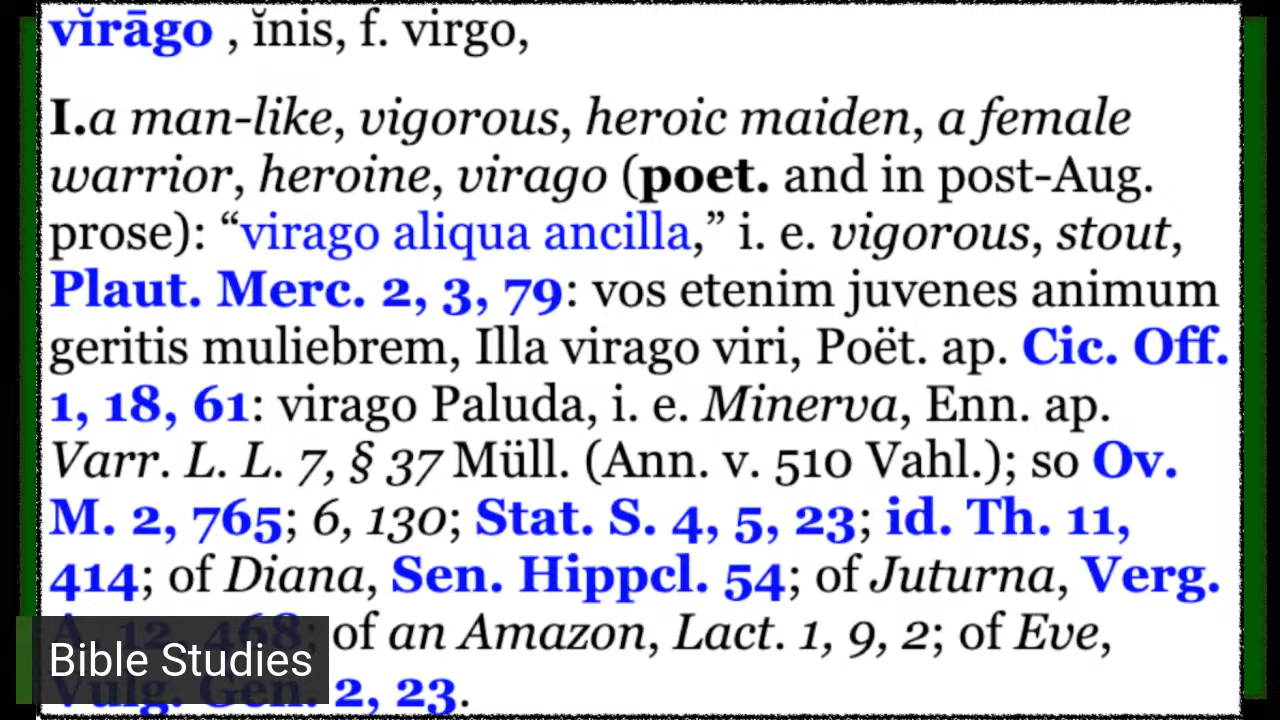 vĭrāgo , ĭnis, f. virgo,
I.a man-like, vigorous, heroic maiden, a female
warrior, heroine, virago (poet. and in post-Aug.
prose): “virago aliqua ancilla,” i. e. vigorous, stout,
Plaut. Merc. 2, 3, 79: vos etenim juvenes animum
geritis muliebrem, Illa virago viri, Poët. ap. Cic. Off.
1, 18, 61: virago Paluda, i. e. Minerva, Enn. ap.
Varr. L. L. 7, § 37 Müll. (Ann. v. 510 Vahl.); so Ov.
M. 2, 765; 6, 130; Stat. S. 4, 5, 23; id. Th. 11,
414; of Diana, Sen. Hippcl. 54; of Juturna, Verg.
A. 12, 468; of an Amazon, Lact. 1, 9, 2; of Eve,
Bible Studies
Vulg. Gen. 2, 23.